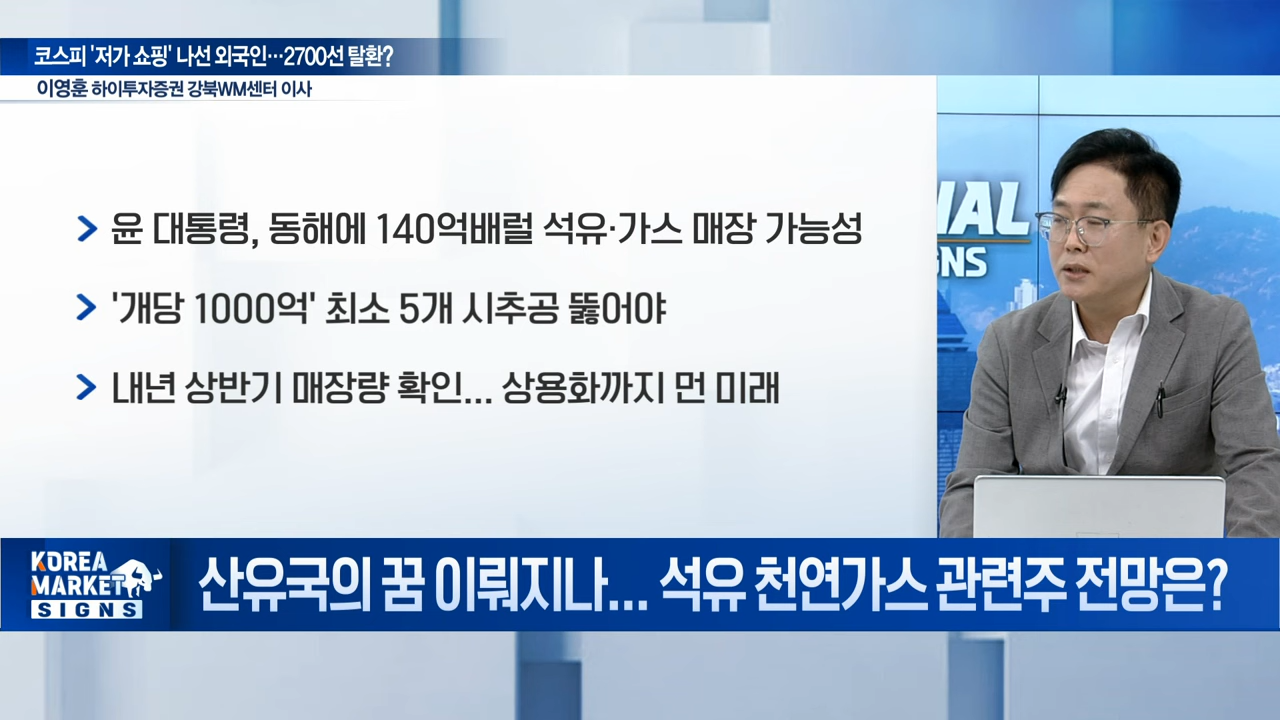 코스피 '저가 쇼핑' 나선 외국인…2700선 탈환?
이영훈 하이투자증권 강북WM센터 이사
윤 대통령, 동해에 140억배럴 석유·가스 매장 가능성
'개당 1000억' 최소 5개 시추공 뚫어야
내년 상반기 매장량 확인... 상용화까지 먼 미래
NAL
GNS
KOREA
MARKET
SIGNS
산유국의 꿈 이뤄지나... 석유 천연가스 관련주 전망은?